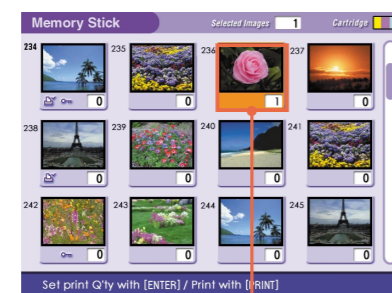 Memory Stick Selected Images 1 Cartridge
234 235 236 237
0 0 1 0
238 239 240 241
0 0 0 0
242 243 244 245
0 0 0 0
Set print Q'ty with [ENTER] / Print with [PRINT]